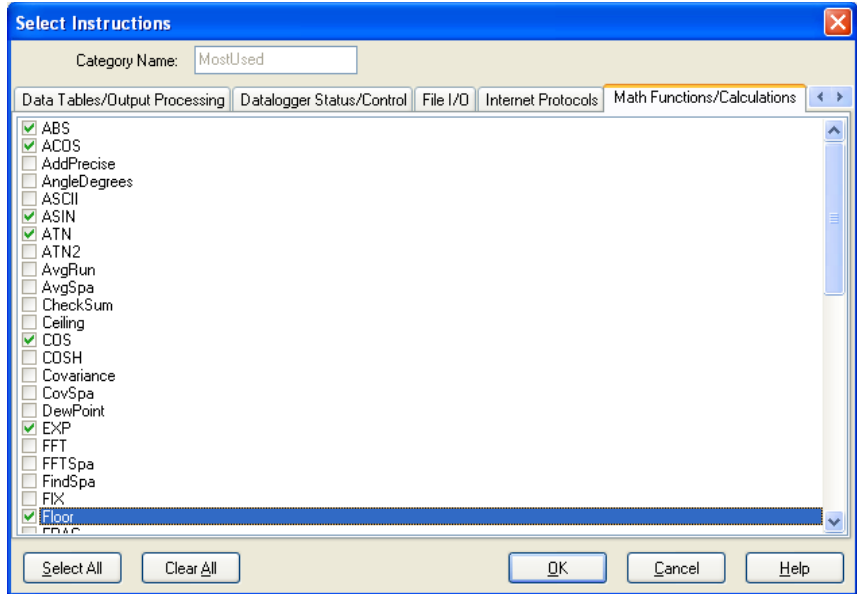 Select Instructions
Category Name: MostUsed
Data Tables/Output Processing Datalogger Status/Control File I/O Internet Protocols Math Functions/Calculations
ABS
ACOS
AddPrecise
AngleDegrees
ASCII
ASIN
ATN
ATN2
AvgRun
AvgSpa
CheckSum
Ceiling
COS
COSH
Covariance
CovSpa
DewPoint
EXP
FFT
FFTSpa
FindSpa
FIX
Floor
Select All Clear All OK Cancel Help